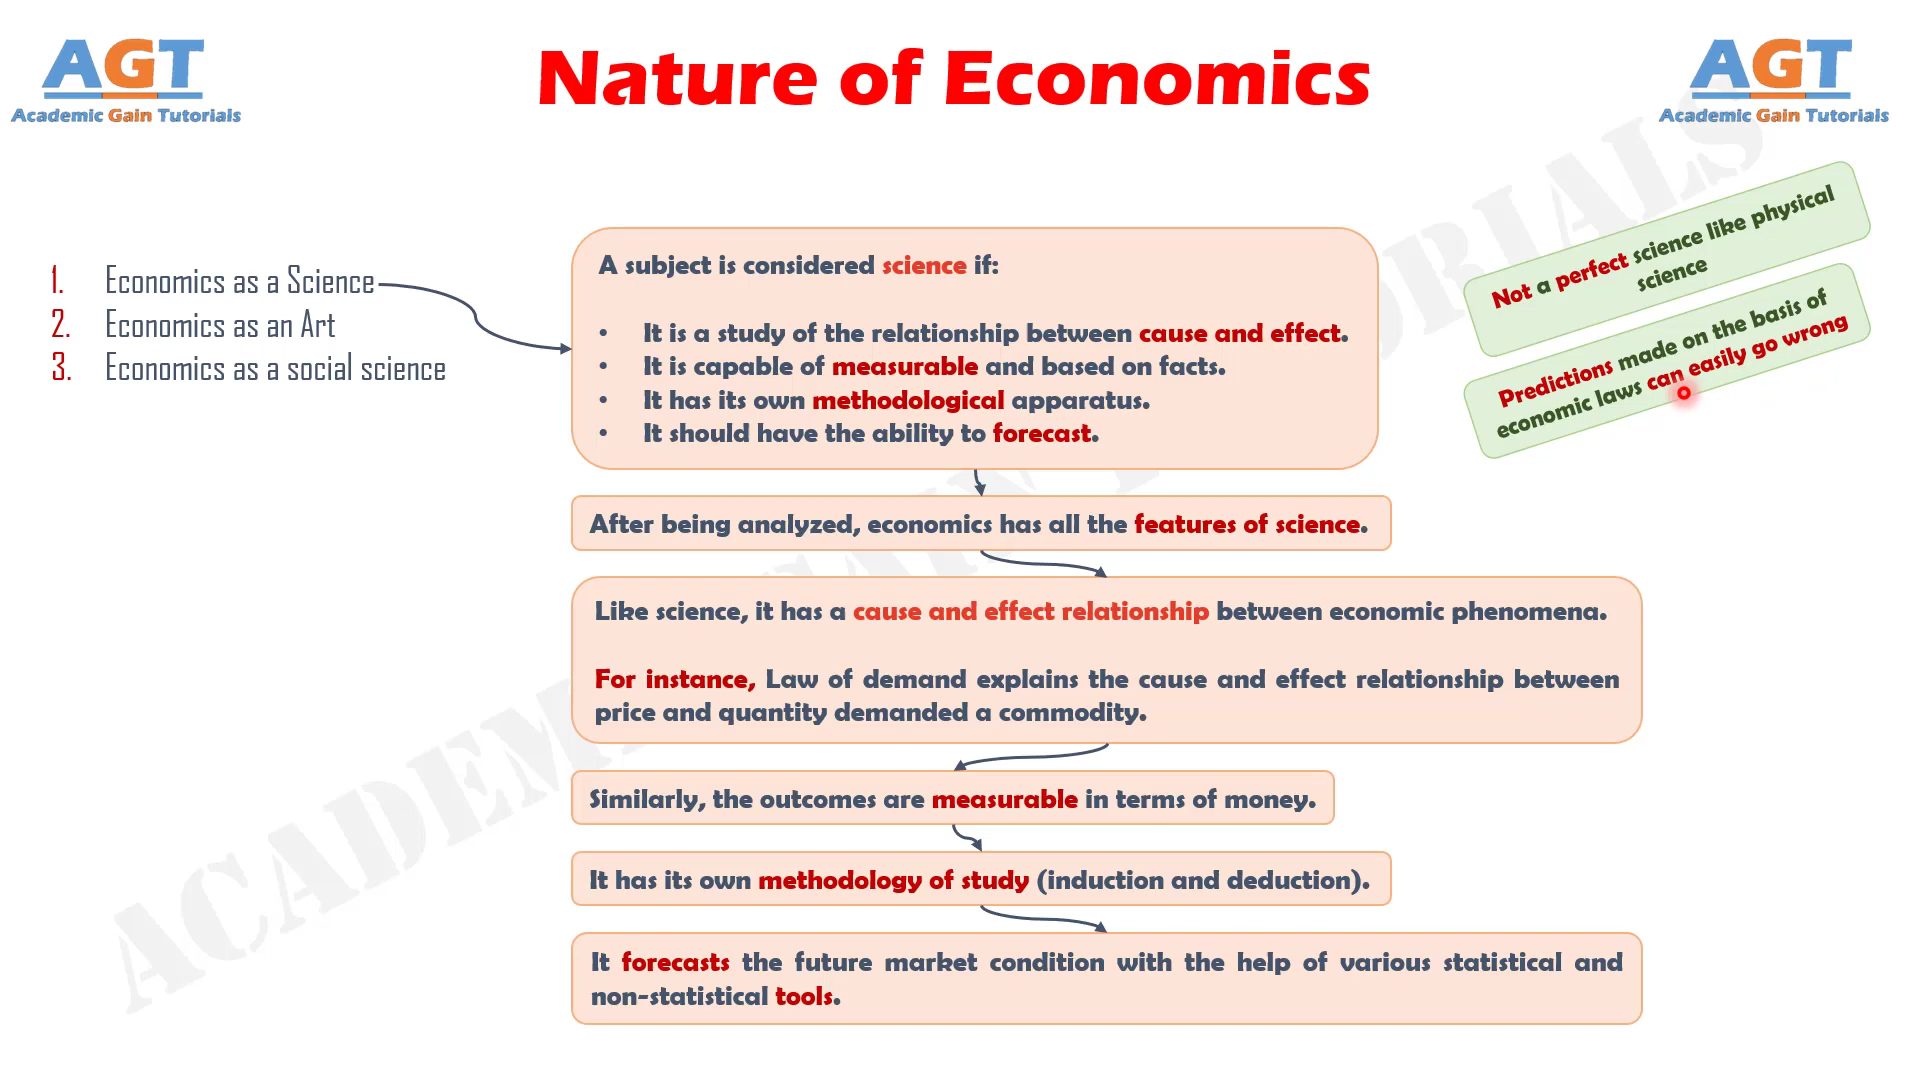 AGT
Academic Gain Tutorials
Nature of Economics
AGT
Academic Gain Tutorials
1. Economics as a Science
2. Economics as an Art
3. Economics as a social science
A subject is considered science if:
• It is a study of the relationship between cause and effect.
• It is capable of measurable and based on facts.
• It has its own methodological apparatus.
• It should have the ability to forecast.
Not a perfect science like physical
science
Predictions made on the basis of
economic laws can easily go wrong
After being analyzed, economics has all the features of science.
Like science, it has a cause and effect relationship between economic phenomena.
For instance, Law of demand explains the cause and effect relationship between
price and quantity demanded a commodity.
Similarly, the outcomes are measurable in terms of money.
It has its own methodology of study (induction and deduction).
It forecasts the future market condition with the help of various statistical and
non-statistical tools.